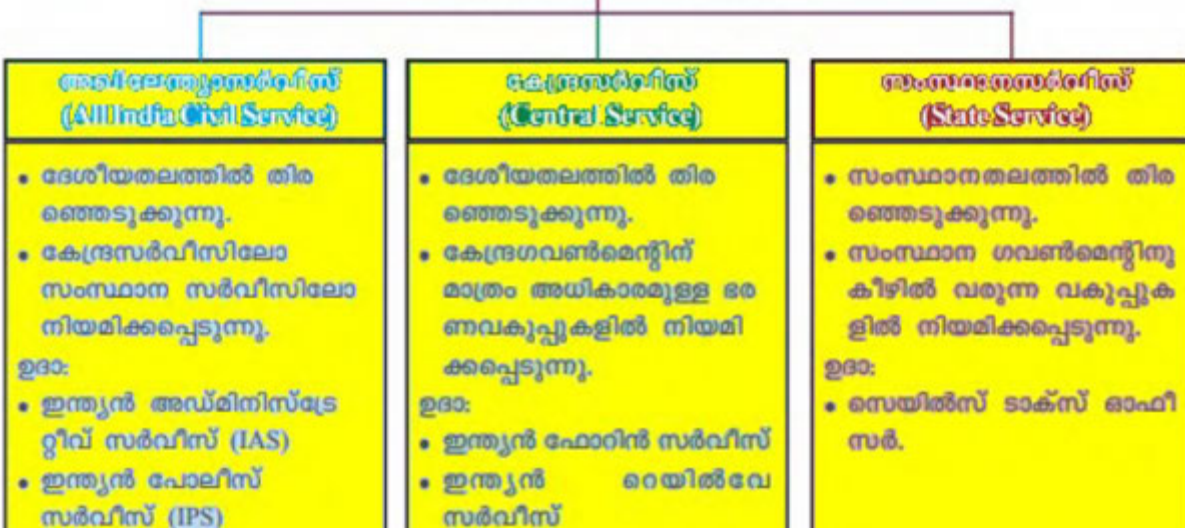 അഖിലേന്ത്യാസർവീസ്
(All India Civil Service)
ദേശീയതലത്തിൽ തിര
ഞ്ഞെടുക്കുന്നു.
കേന്ദ്രസർവീസിലോ
സംസ്ഥാന സർവീസിലോ
നിയമിക്കപ്പെടുന്നു.
ഉദാ:
ഇന്ത്യൻ അഡ്മിനിസ്ട്രേ
റ്റീവ് സർവീസ് (IAS)
ഇന്ത്യൻ പോലീസ്
സർവീസ് (IPS)
കേന്ദ്രസർവീസ്
(Central Service)
ദേശീയതലത്തിൽ തിര
ഞ്ഞെടുക്കുന്നു.
കേന്ദ്രഗവൺമെന്റിന്
മാത്രം അധികാരമുള്ള ഭര
ണവകുപ്പുകളിൽ നിയമി
ക്കപ്പെടുന്നു.
ഉദാ:
ഇന്ത്യൻ ഫോറിൻ സർവീസ്
ഇന്ത്യൻ റെയിൽവേ
സർവീസ്
സംസ്ഥാനസർവീസ്
(State Service)
സംസ്ഥാനതലത്തിൽ തിര
ഞ്ഞെടുക്കുന്നു.
സംസ്ഥാന ഗവൺമെന്റിനു
കീഴിൽ വരുന്ന വകുപ്പുക
ളിൽ നിയമിക്കപ്പെടുന്നു.
ഉദാ:
സെയിൽസ് ടാക്സ് ഓഫീ
സർ.